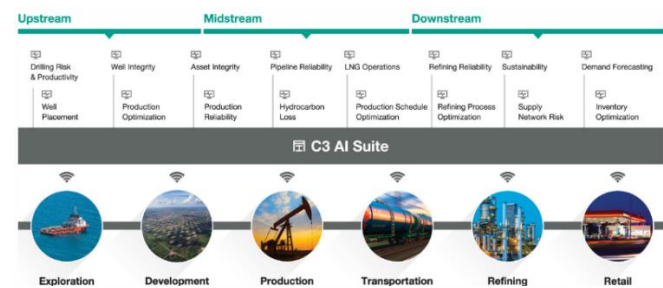 Upstream
Midstream
Downstream
Drilling Risk
& Productivity
Well Integrity
Asset Integrity
Pipeline Reliability
LNG Operations
Refining Reliability
Sustainability
Demand Forecasting
Well
Placement
Production
Optimization
Production
Reliability
Hydrocarbon
Loss
Production Schedule
Optimization
Refining Process
Optimization
Supply
Network Risk
Inventory
Optimization
C3 AI Suite
Exploration
Development
Production
Transportation
Refining
Retail